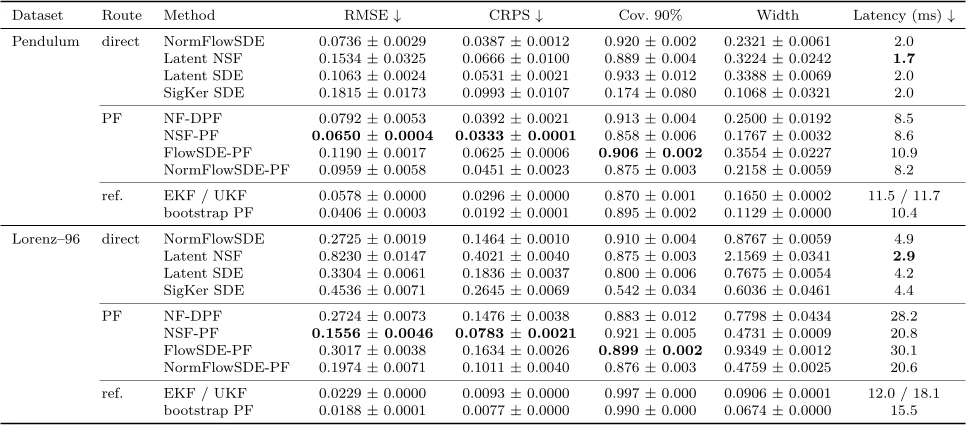 Dataset Route Method RMSE ↓ CRPS ↓ Cov. 90% Width Latency (ms) ↓
Pendulum direct NormFlowSDE 0.0736 ± 0.0029 0.0387 ± 0.0012 0.920 ± 0.002 0.2321 ± 0.0061 2.0
Latent NSF 0.1534 ± 0.0325 0.0666 ± 0.0100 0.889 ± 0.004 0.3224 ± 0.0242 1.7
Latent SDE 0.1063 ± 0.0024 0.0531 ± 0.0021 0.933 ± 0.012 0.3388 ± 0.0069 2.0
SigKer SDE 0.1815 ± 0.0173 0.0993 ± 0.0107 0.174 ± 0.080 0.1068 ± 0.0321 2.0
PF NF-DPF 0.0792 ± 0.0053 0.0392 ± 0.0021 0.913 ± 0.004 0.2500 ± 0.0192 8.5
NSF-PF 0.0650 ± 0.0004 0.0333 ± 0.0001 0.858 ± 0.006 0.1767 ± 0.0032 8.6
FlowSDE-PF 0.1190 ± 0.0017 0.0625 ± 0.0006 0.906 ± 0.002 0.3554 ± 0.0227 10.9
NormFlowSDE-PF 0.0959 ± 0.0058 0.0451 ± 0.0023 0.875 ± 0.003 0.2158 ± 0.0059 8.2
ref. EKF / UKF 0.0578 ± 0.0000 0.0296 ± 0.0000 0.870 ± 0.001 0.1650 ± 0.0002 11.5 / 11.7
bootstrap PF 0.0406 ± 0.0003 0.0192 ± 0.0001 0.895 ± 0.002 0.1129 ± 0.0000 10.4
Lorenz–96 direct NormFlowSDE 0.2725 ± 0.0019 0.1464 ± 0.0010 0.910 ± 0.004 0.8767 ± 0.0059 4.9
Latent NSF 0.8230 ± 0.0147 0.4021 ± 0.0040 0.875 ± 0.003 2.1569 ± 0.0341 2.9
Latent SDE 0.3304 ± 0.0061 0.1836 ± 0.0037 0.800 ± 0.006 0.7675 ± 0.0054 4.2
SigKer SDE 0.4536 ± 0.0071 0.2645 ± 0.0069 0.542 ± 0.034 0.6036 ± 0.0461 4.4
PF NF-DPF 0.2724 ± 0.0073 0.1476 ± 0.0038 0.883 ± 0.012 0.7798 ± 0.0434 28.2
NSF-PF 0.1556 ± 0.0046 0.0783 ± 0.0021 0.921 ± 0.005 0.4731 ± 0.0009 20.8
FlowSDE-PF 0.3017 ± 0.0038 0.1634 ± 0.0026 0.899 ± 0.002 0.9349 ± 0.0012 30.1
NormFlowSDE-PF 0.1974 ± 0.0071 0.1011 ± 0.0040 0.876 ± 0.003 0.4759 ± 0.0025 20.6
ref. EKF / UKF 0.0229 ± 0.0000 0.0093 ± 0.0000 0.997 ± 0.000 0.0906 ± 0.0001 12.0 / 18.1
bootstrap PF 0.0188 ± 0.0001 0.0077 ± 0.0000 0.990 ± 0.000 0.0674 ± 0.0000 15.5